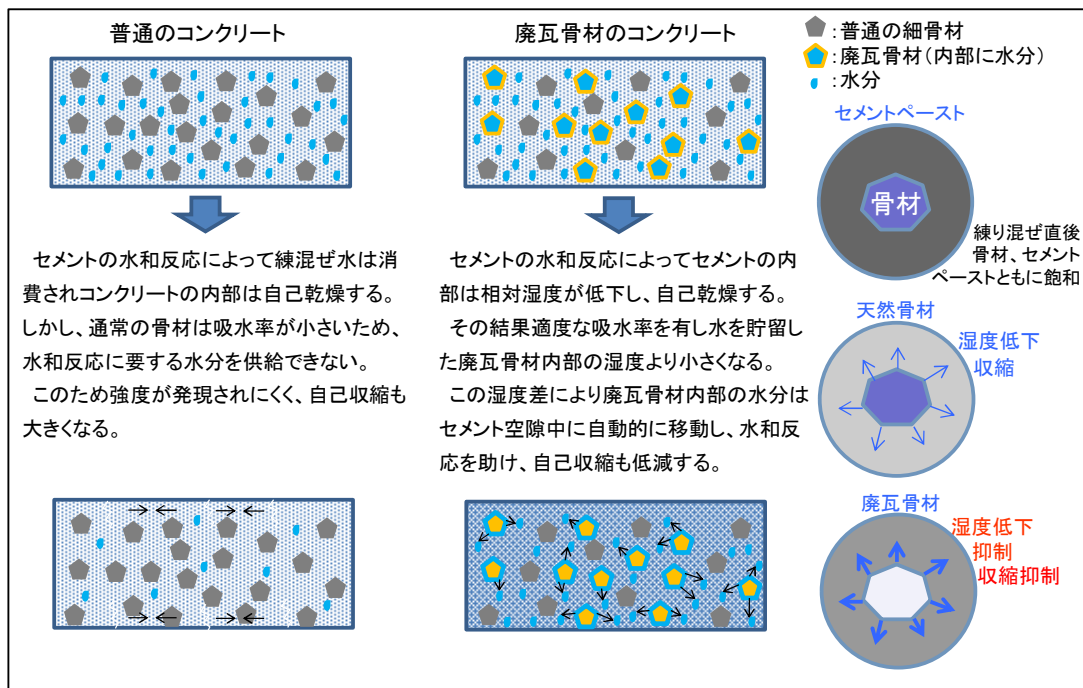 普通のコンクリート
セメントの水和反応によって練混ぜ水は消
費されコンクリートの内部は自己乾燥する。
しかし、通常の骨材は吸水率が小さいため、
水和反応に要する水分を供給できない。
このため強度が発現されにくく、自己収縮も
大きくなる。
廃瓦骨材のコンクリート
セメントの水和反応によってセメントの内
部は相対湿度が低下し、自己乾燥する。
その結果適度な吸水率を有し水を貯留し
た廃瓦骨材内部の湿度より小さくなる。
この湿度差により廃瓦骨材内部の水分は
セメント空隙中に自動的に移動し、水和反
応を助け、自己収縮も低減する。
:普通の細骨材
:廃瓦骨材(内部に水分)
:水分
セメントペースト
骨材
練り混ぜ直後
骨材、セメント
ペーストともに飽和
天然骨材
湿度低下
収縮
廃瓦骨材
湿度低下
抑制
収縮抑制